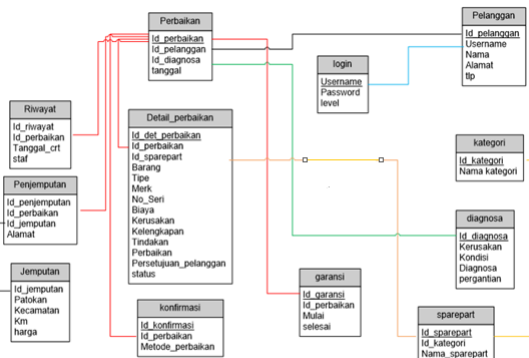 Perbaikan
Id_perbaikan
Id_pelanggan
Id_diagnosa
tanggal
Pelanggan
Id_pelanggan
Username
Nama
Alamat
tlp
login
Username
Password
level
Riwayat
Id_riwayat
Id_perbaikan
Tanggal_crt
staf
Detail_perbaikan
Id_det_perbaikan
Id_perbaikan
Id_sparepart
Barang
Tipe
Merk
No_Seri
Biaya
Kerusakan
Kelengkapan
Tindakan
Perbaikan
Persetujuan_pelanggan
status
kategori
Id_kategori
Nama kategori
Penjemputan
Id_penjemputan
Id_perbaikan
Id_jemputan
Alamat
diagnosa
Id_diagnosa
Kerusakan
Kondisi
Diagnosa
pergantian
Jemputan
Id_jemputan
Patokan
Kecamatan
Km
harga
garansi
Id_garansi
Id_perbaikan
Mulai
selesai
konfirmasi
Id_konfirmasi
Id_perbaikan
Metode_perbaikan
sparepart
Id_sparepart
Id_kategori
Nama_sparepart